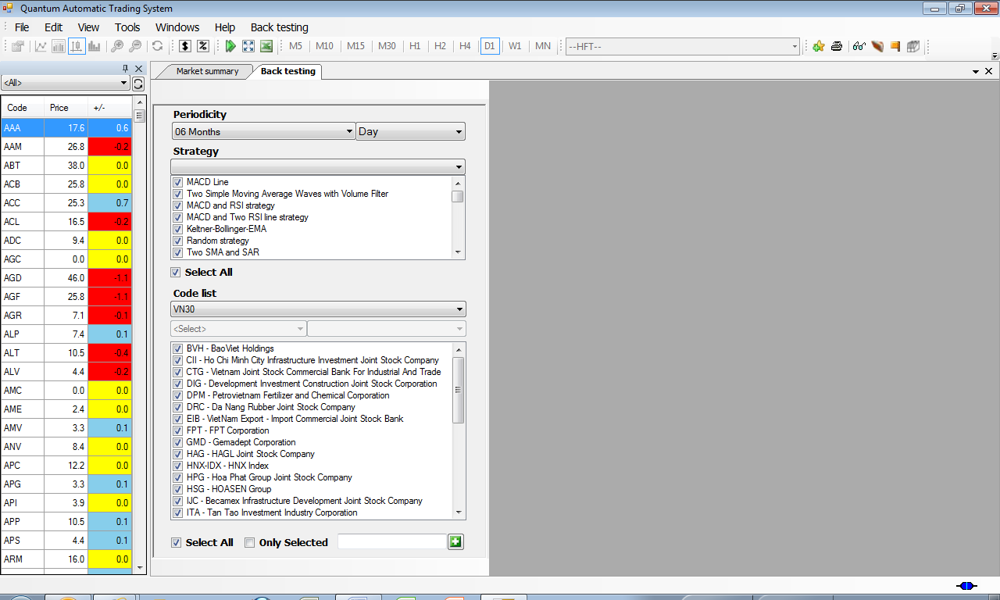 Quantum Automatic Trading System
File Edit View Tools Windows Help Back testing
$ % M5 M10 M15 M30 H1 H2 H4 D1 W1 MN --HFT--
<All>
Code Price +/-
AAA 17.6 0.6
AAM 26.8 -0.2
ABT 38.0 0.0
ACB 25.8 0.0
ACC 25.3 0.7
ACL 16.5 -0.2
ADC 9.4 0.0
AGC 0.0 0.0
AGD 46.0 -1.1
AGF 25.8 -1.1
AGR 7.1 -0.1
ALP 7.4 0.1
ALT 10.5 -0.4
ALV 4.4 -0.2
AMC 0.0 0.0
AME 2.4 0.0
AMV 3.3 0.1
ANV 8.4 0.0
APC 12.2 0.0
APG 3.3 0.1
API 3.9 0.0
APP 10.5 0.1
APS 4.4 0.1
ARM 16.0 0.0
Market summary Back testing
Periodicity
06 Months Day
Strategy
MACD Line
Two Simple Moving Average Waves with Volume Filter
MACD and RSI strategy
MACD and Two RSI line strategy
Keltner-Bollinger-EMA
Random strategy
Two SMA and SAR
Select All
Code list
VN30
<Select>
BVH - BaoViet Holdings
CII - Ho Chi Minh City Infrastructure Investment Joint Stock Company
CTG - Vietnam Joint Stock Commercial Bank For Industrial And Trade
DIG - Development Investment Construction Joint Stock Corporation
DPM - Petrovietnam Fertilizer and Chemical Corporation
DRC - Da Nang Rubber Joint Stock Company
EIB - VietNam Export - Import Commercial Joint Stock Bank
FPT - FPT Corporation
GMD - Gemadept Corporation
HAG - HAGL Joint Stock Company
HNX-IDX - HNX Index
HPG - Hoa Phat Group Joint Stock Company
HSG - HOASEN Group
IJC - Becamex Infrastructure Development Joint Stock Company
ITA - Tan Tao Investment Industry Corporation
Select All Only Selected